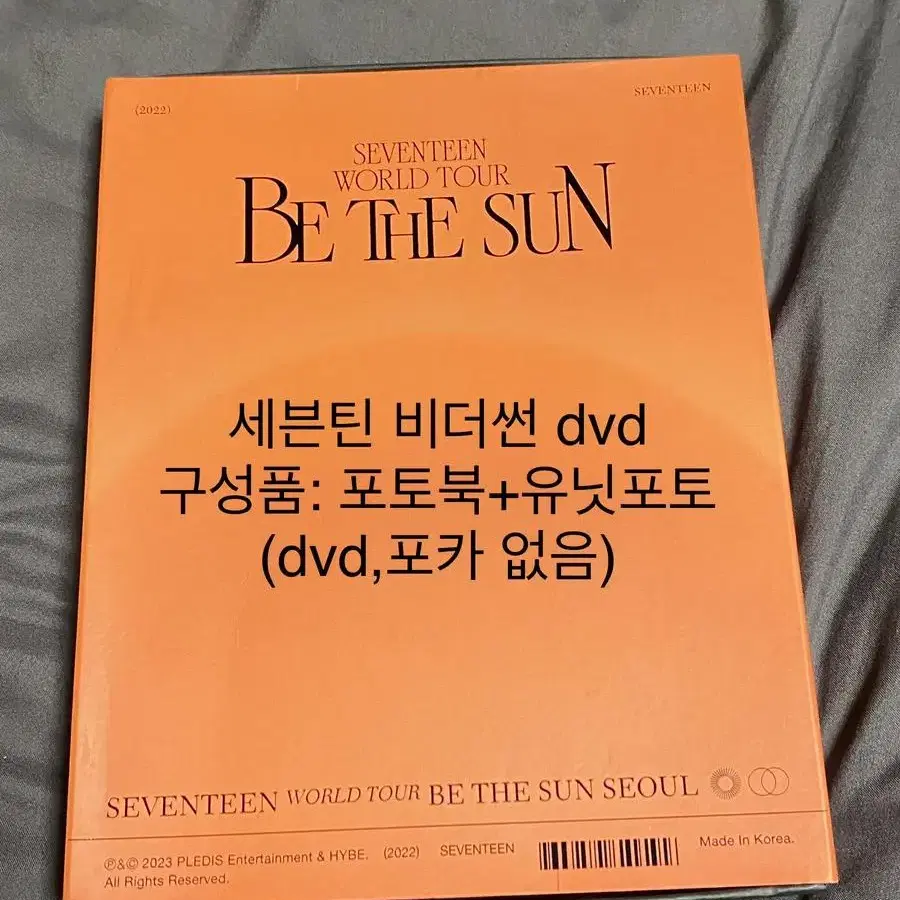 (2022)
SEVENTEEN
SEVENTEEN
WORLD TOUR
BE THE SUN
세븐틴 비더썬 dvd
구성품: 포토북+유닛포토
(dvd,포카 없음)
SEVENTEEN WORLD TOUR BE THE SUN SEOUL
℗&© 2023 PLEDIS Entertainment & HYBE. (2022) SEVENTEEN Made In Korea.
All Rights Reserved.